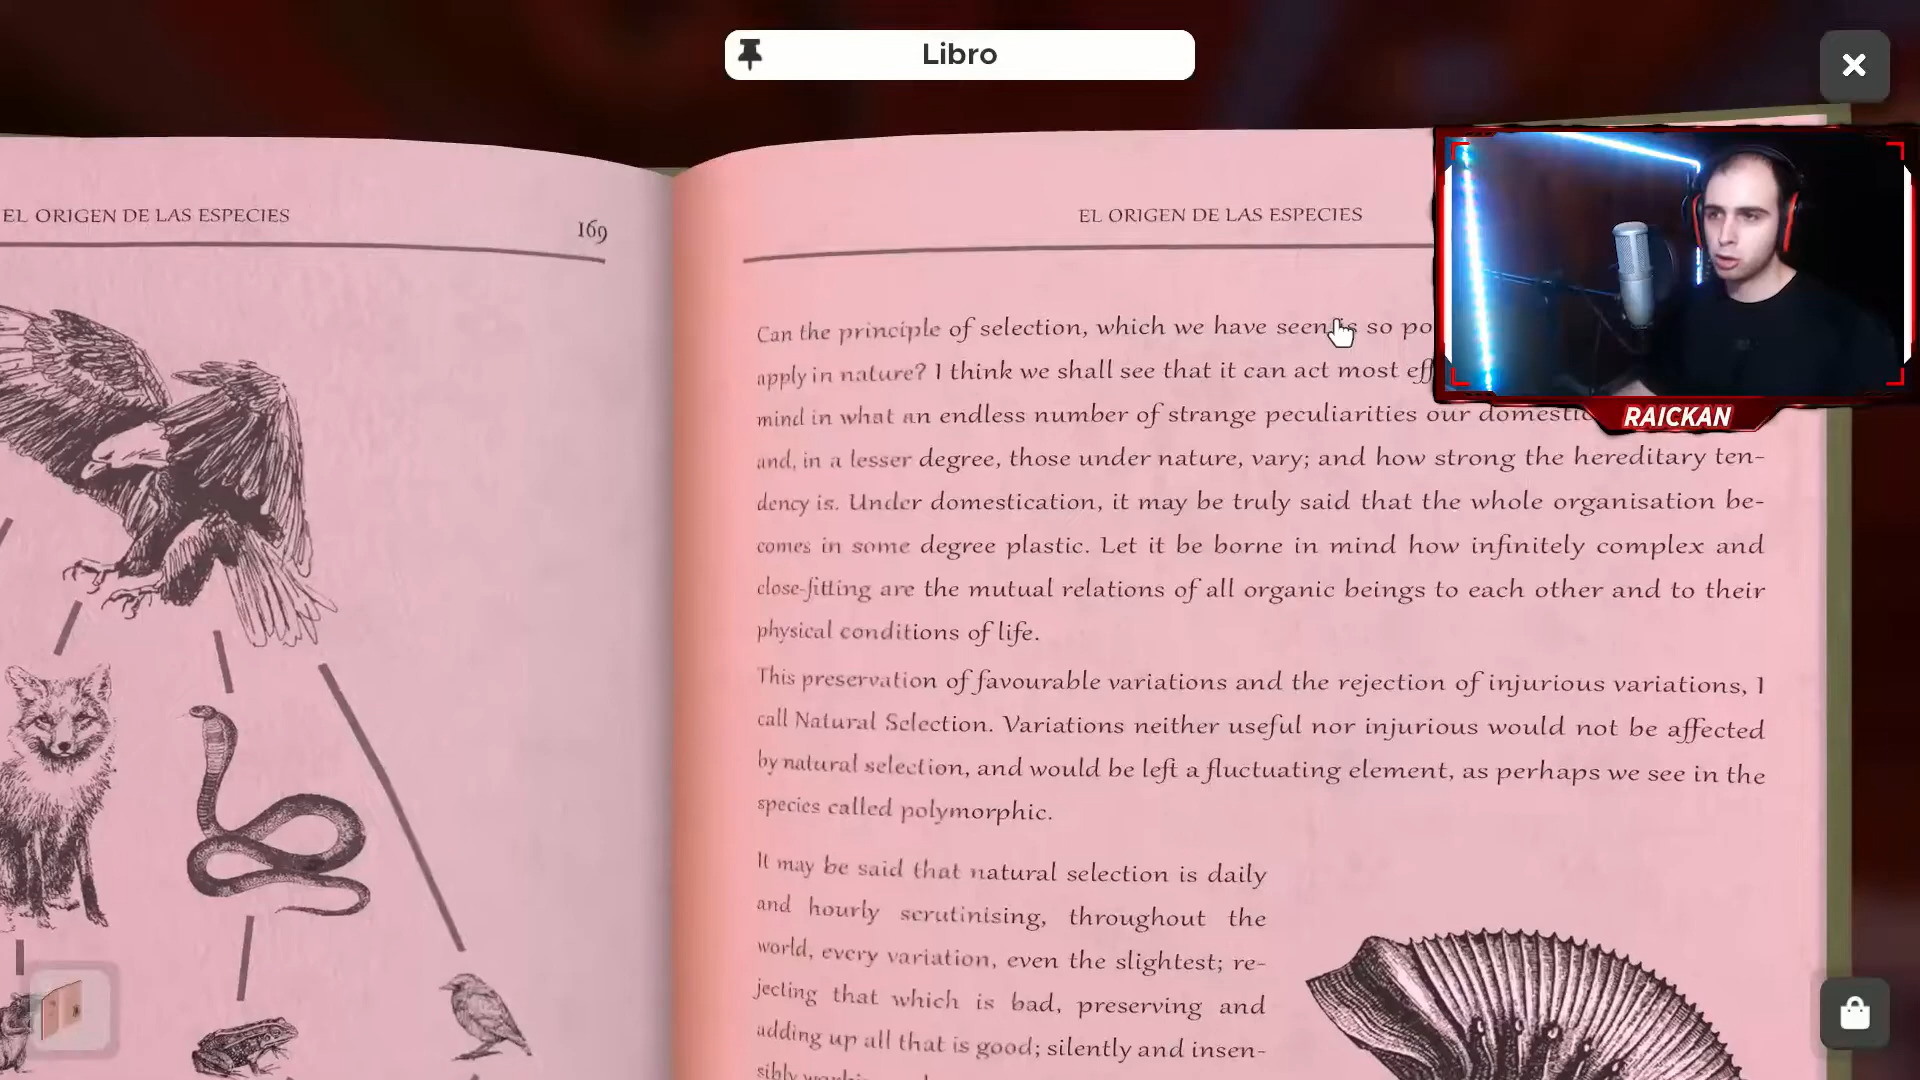 Libro
EL ORIGEN DE LAS ESPECIES
169
EL ORIGEN DE LAS ESPECIES
Can the principle of selection, which we have seen is so
apply in nature? I think we shall see that it can act most
mind in what an endless number of strange peculiarities our
and, in a lesser degree, those under nature, vary; and how strong the hereditary ten-
dency is. Under domestication, it may be truly said that the whole organisation be-
comes in some degree plastic. Let it be borne in mind how infinitely complex and
close-fitting are the mutual relations of all organic beings to each other and to their
physical conditions of life.
This preservation of favourable variations and the rejection of injurious variations, I
call Natural Selection. Variations neither useful nor injurious would not be affected
by natural selection, and would be left a fluctuating element, as perhaps we see in the
species called polymorphic.
It may be said that natural selection is daily
and hourly scrutinising, throughout the
world, every variation, even the slightest; re-
jecting that which is bad, preserving and
adding up all that is good; silently and insen-
sibly
RAICKAN